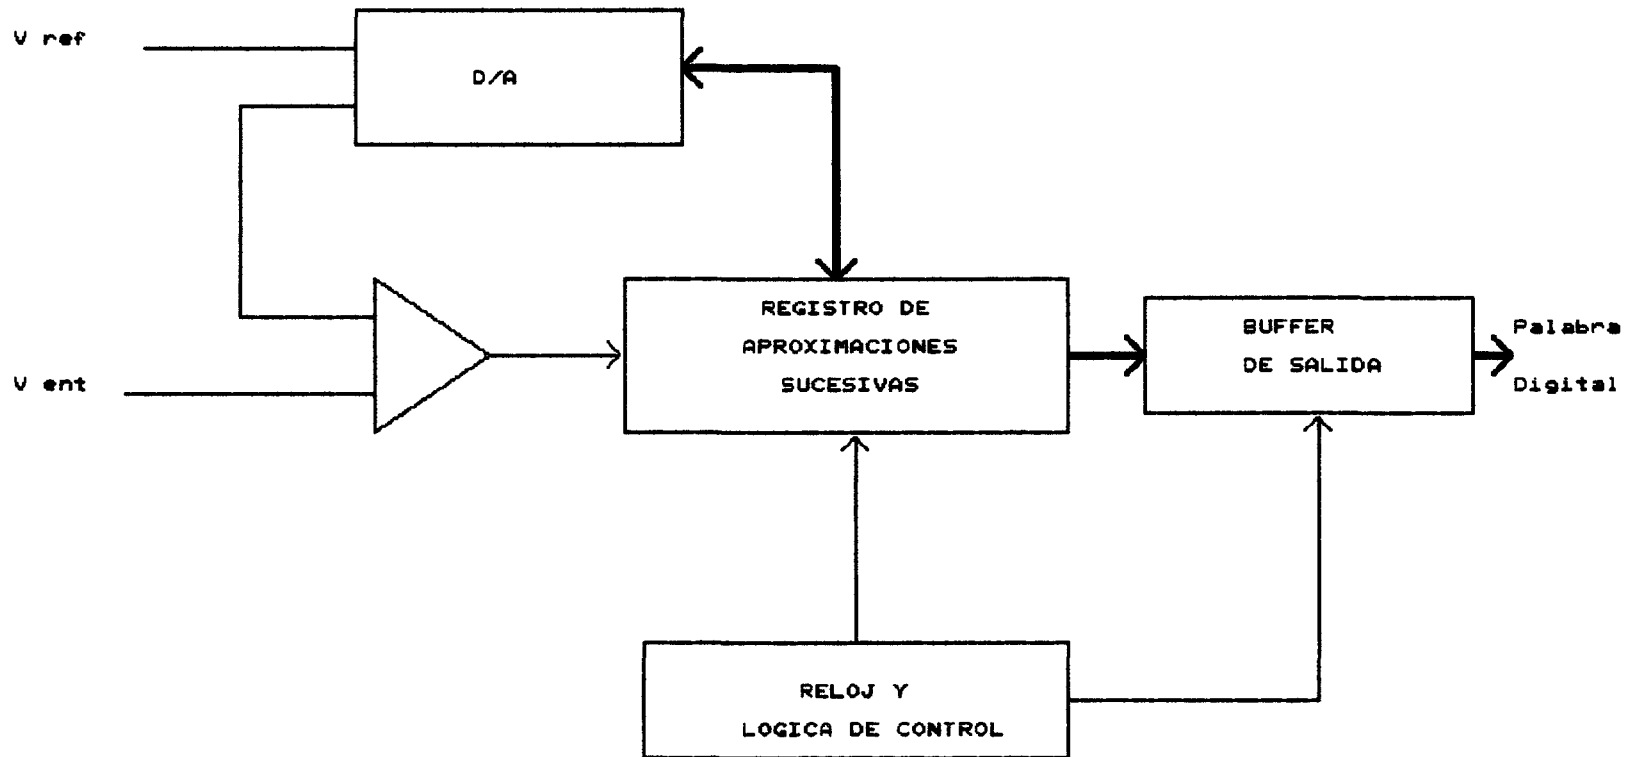 V ref
D/A
REGISTRO DE
APROXIMACIONES
SUCESIVAS
BUFFER
DE SALIDA
Palabra
Digital
V ent
RELOJ Y
LOGICA DE CONTROL